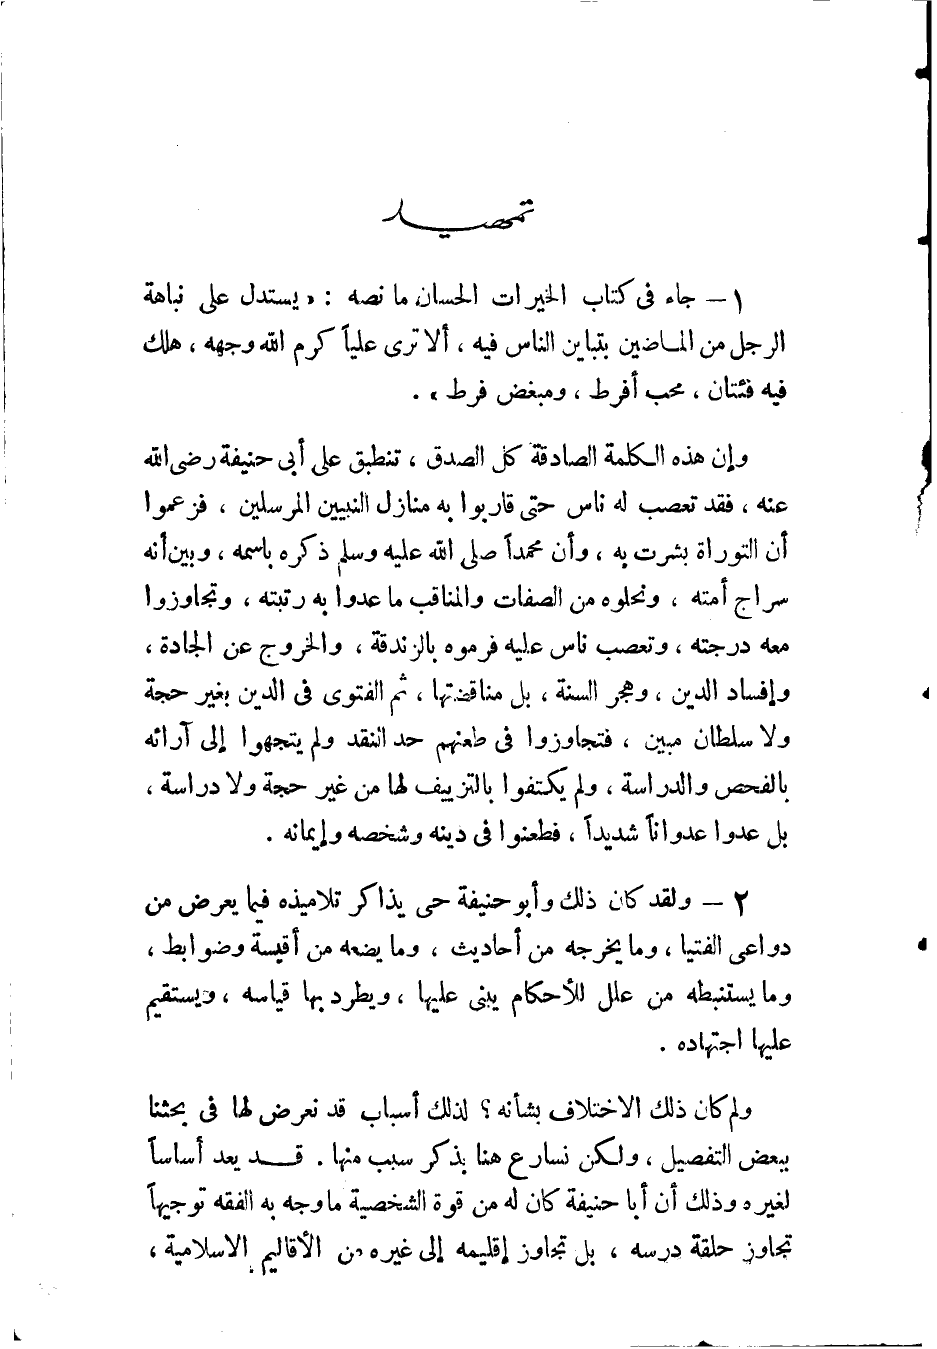 تمهيد
١ — جاء فى كتاب الخيرات الحسان ما نصه : « يستدل على نباهة
الرجل من الماضين بتباين الناس فيه ، ألا ترى علياً كرم الله وجهه ، هلك
فيه فئتان ، محب أفرط ، ومبغض فرط » .
وإن هذه الكلمة الصادقة كل الصدق ، تنطبق على أبى حنيفة رضى الله
عنه ، فقد تعصب له ناس حتى قاربوا به منازل النبيين المرسلين ، فزعموا
أن التوراة بشرت به ، وأن محمداً صلى الله عليه وسلم ذكره باسمه ، وبين أنه
سراج أمته ، ونحلوه من الصفات والمناقب ما عدوا به رتبته ، وتجاوزوا
معه درجته ، وتعصب ناس عليه فرموه بالزندقة ، والخروج عن الجادة ،
وإفساد الدين ، وهجر السنة ، بل مناقضتها ، ثم الفتوى فى الدين بغير حجة
ولا سلطان مبين ، فتجاوزوا فى طعنهم حد النقد ولم يتجهوا إلى آرائه
بالفحص والدراسة ، ولم يكتفوا بالتزييف لها من غير حجة ولا دراسة ،
بل عدوا عدواناً شديداً ، فطعنوا فى دينه وشخصه وإيمانه .
٢ — ولقد كان ذلك وأبو حنيفة حى يذاكر تلاميذه فيما يعرض من
دواعى الفتيا ، وما يخرجه من أحاديث ، وما يضعه من أقيسة وضوابط ،
وما يستنبطه من علل للأحكام يبنى عليها ، ويطرد بها قياسه ، ويستقيم
عليها اجتهاده .
ولم كان ذلك الاختلاف بشأنه ؟ لذلك أسباب قد نعرض لها فى بحثنا
ببعض التفصيل ، ولكن نسارع هنا بذكر سبب منها . قد يعد أساساً
لغيره وذلك أن أبا حنيفة كان له من قوة الشخصية ما وجه به الفقه توجيهاً
تجاوز حلقة درسه ، بل تجاوز إقليمه إلى غيره من الأقاليم الاسلامية ،